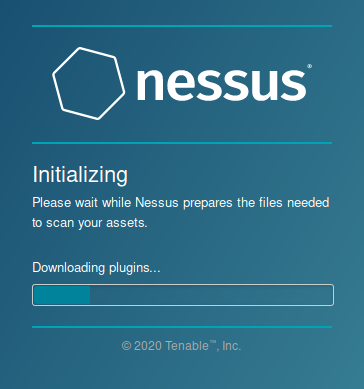 nessus®
Initializing
Please wait while Nessus prepares the files needed
to scan your assets.
Downloading plugins...
© 2020 Tenable™, Inc.